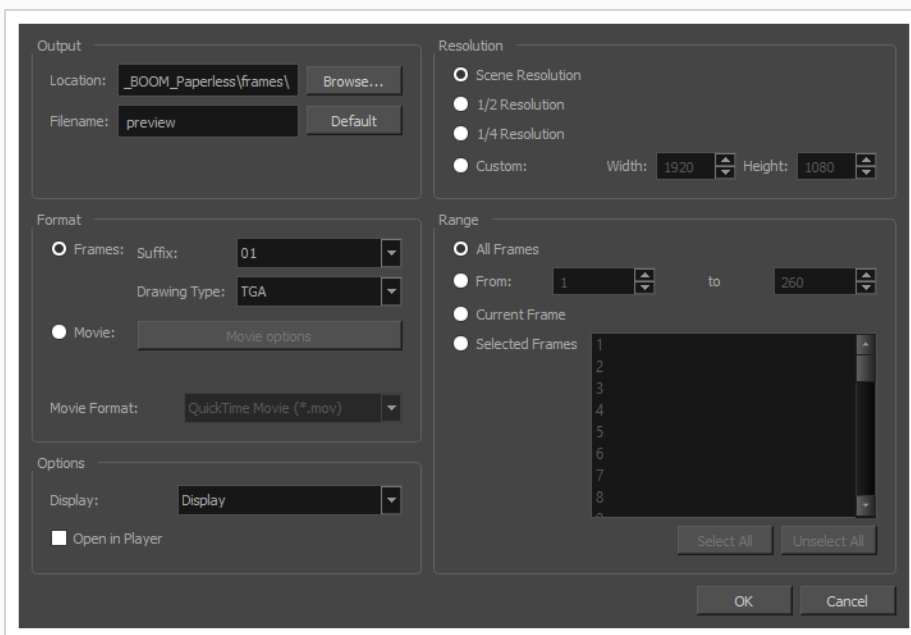 Output
Location: _BOOM_Paperless\frames\ Browse...
Filename: preview Default
Resolution
Scene Resolution
1/2 Resolution
1/4 Resolution
Custom: Width: 1920 Height: 1080
Format
Frames: Suffix: 01
Drawing Type: TGA
Movie: Movie options
Movie Format: QuickTime Movie (*.mov)
Range
All Frames
From: 1 to 260
Current Frame
Selected Frames 1
2
3
4
5
6
7
8
Select All Unselect All
Options
Display: Display
Open in Player
OK Cancel